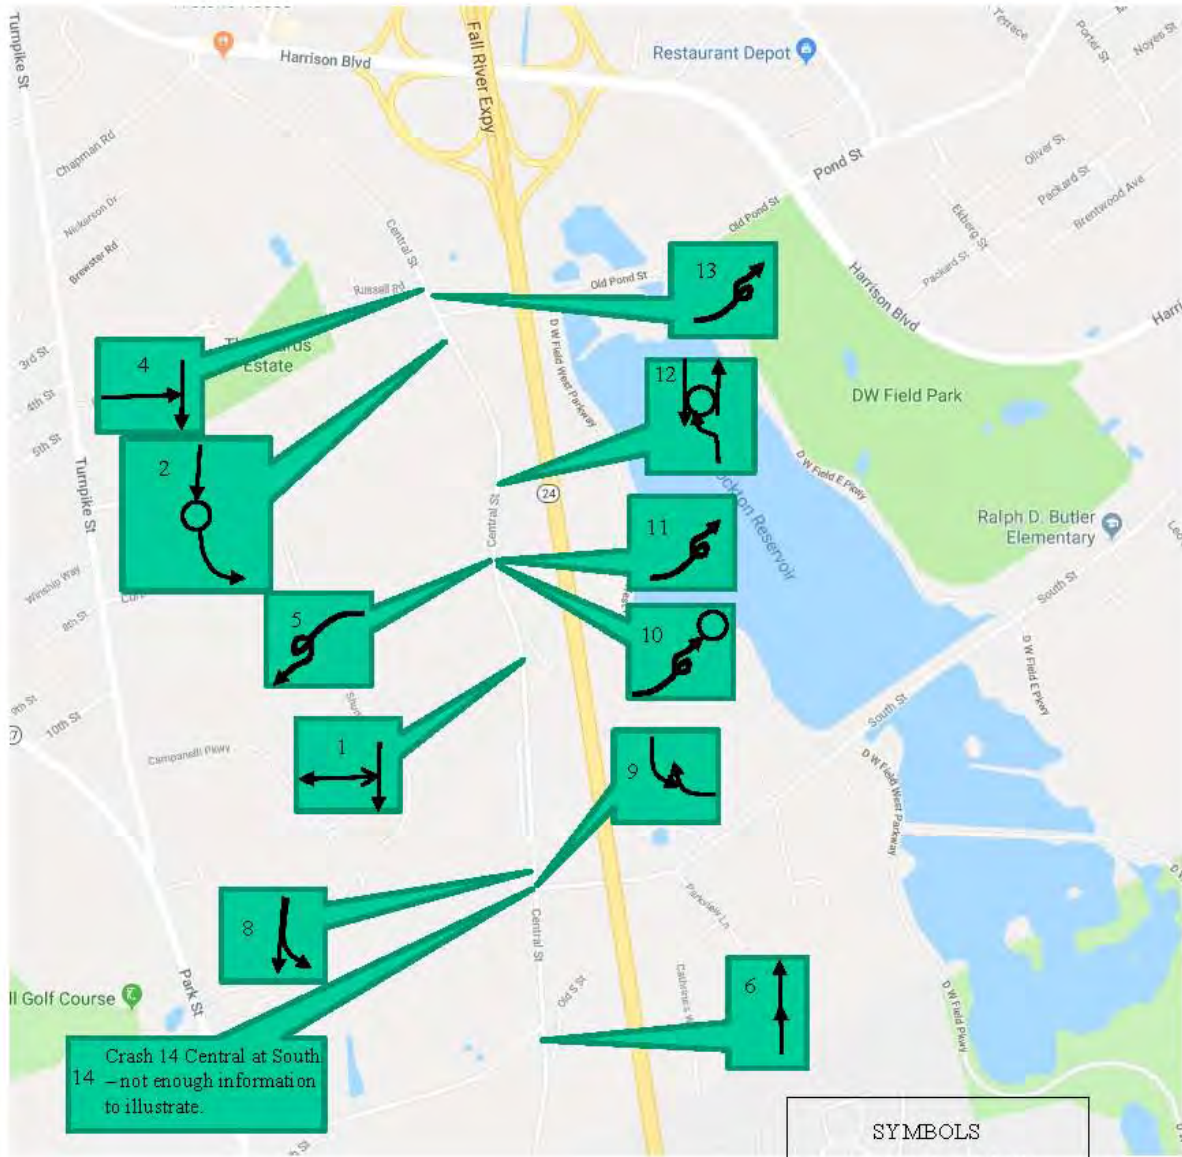 Turnpike St
Harrison Blvd
Fall River Expy
Restaurant Depot
Terrace
Porter St
Noyes St
Chapman Rd
Pond St
Oliver St
Packard St
Brentwood Ave
Nickerson Dr
Ekberg St
Old Pond St
Central St
Brewster Rd
Packard St
13
Old Pond St
Russell Rd
Harrison Blvd
Harri
D W Field West Parkway
3rd St
4
Estate
12
DW Field Park
4th St
5th St
2
D W Field E Pkwy
Turnpike St
24
Central St
ockton Reservoir
Ralph D. Butler
Elementary
11
Winship Way
8th St
South St
5
10
D W Field E Pkwy
9th St
10th St
South St
7
Campanelli Pkwy
1
9
D W Field West Parkway
Parkview Ln
8
Central St
Old S St
6
Park St
ll Golf Course
D W Field Pkwy
14
Crash 14 Central at South
–not enough information
to illustrate.
SYMBOLS